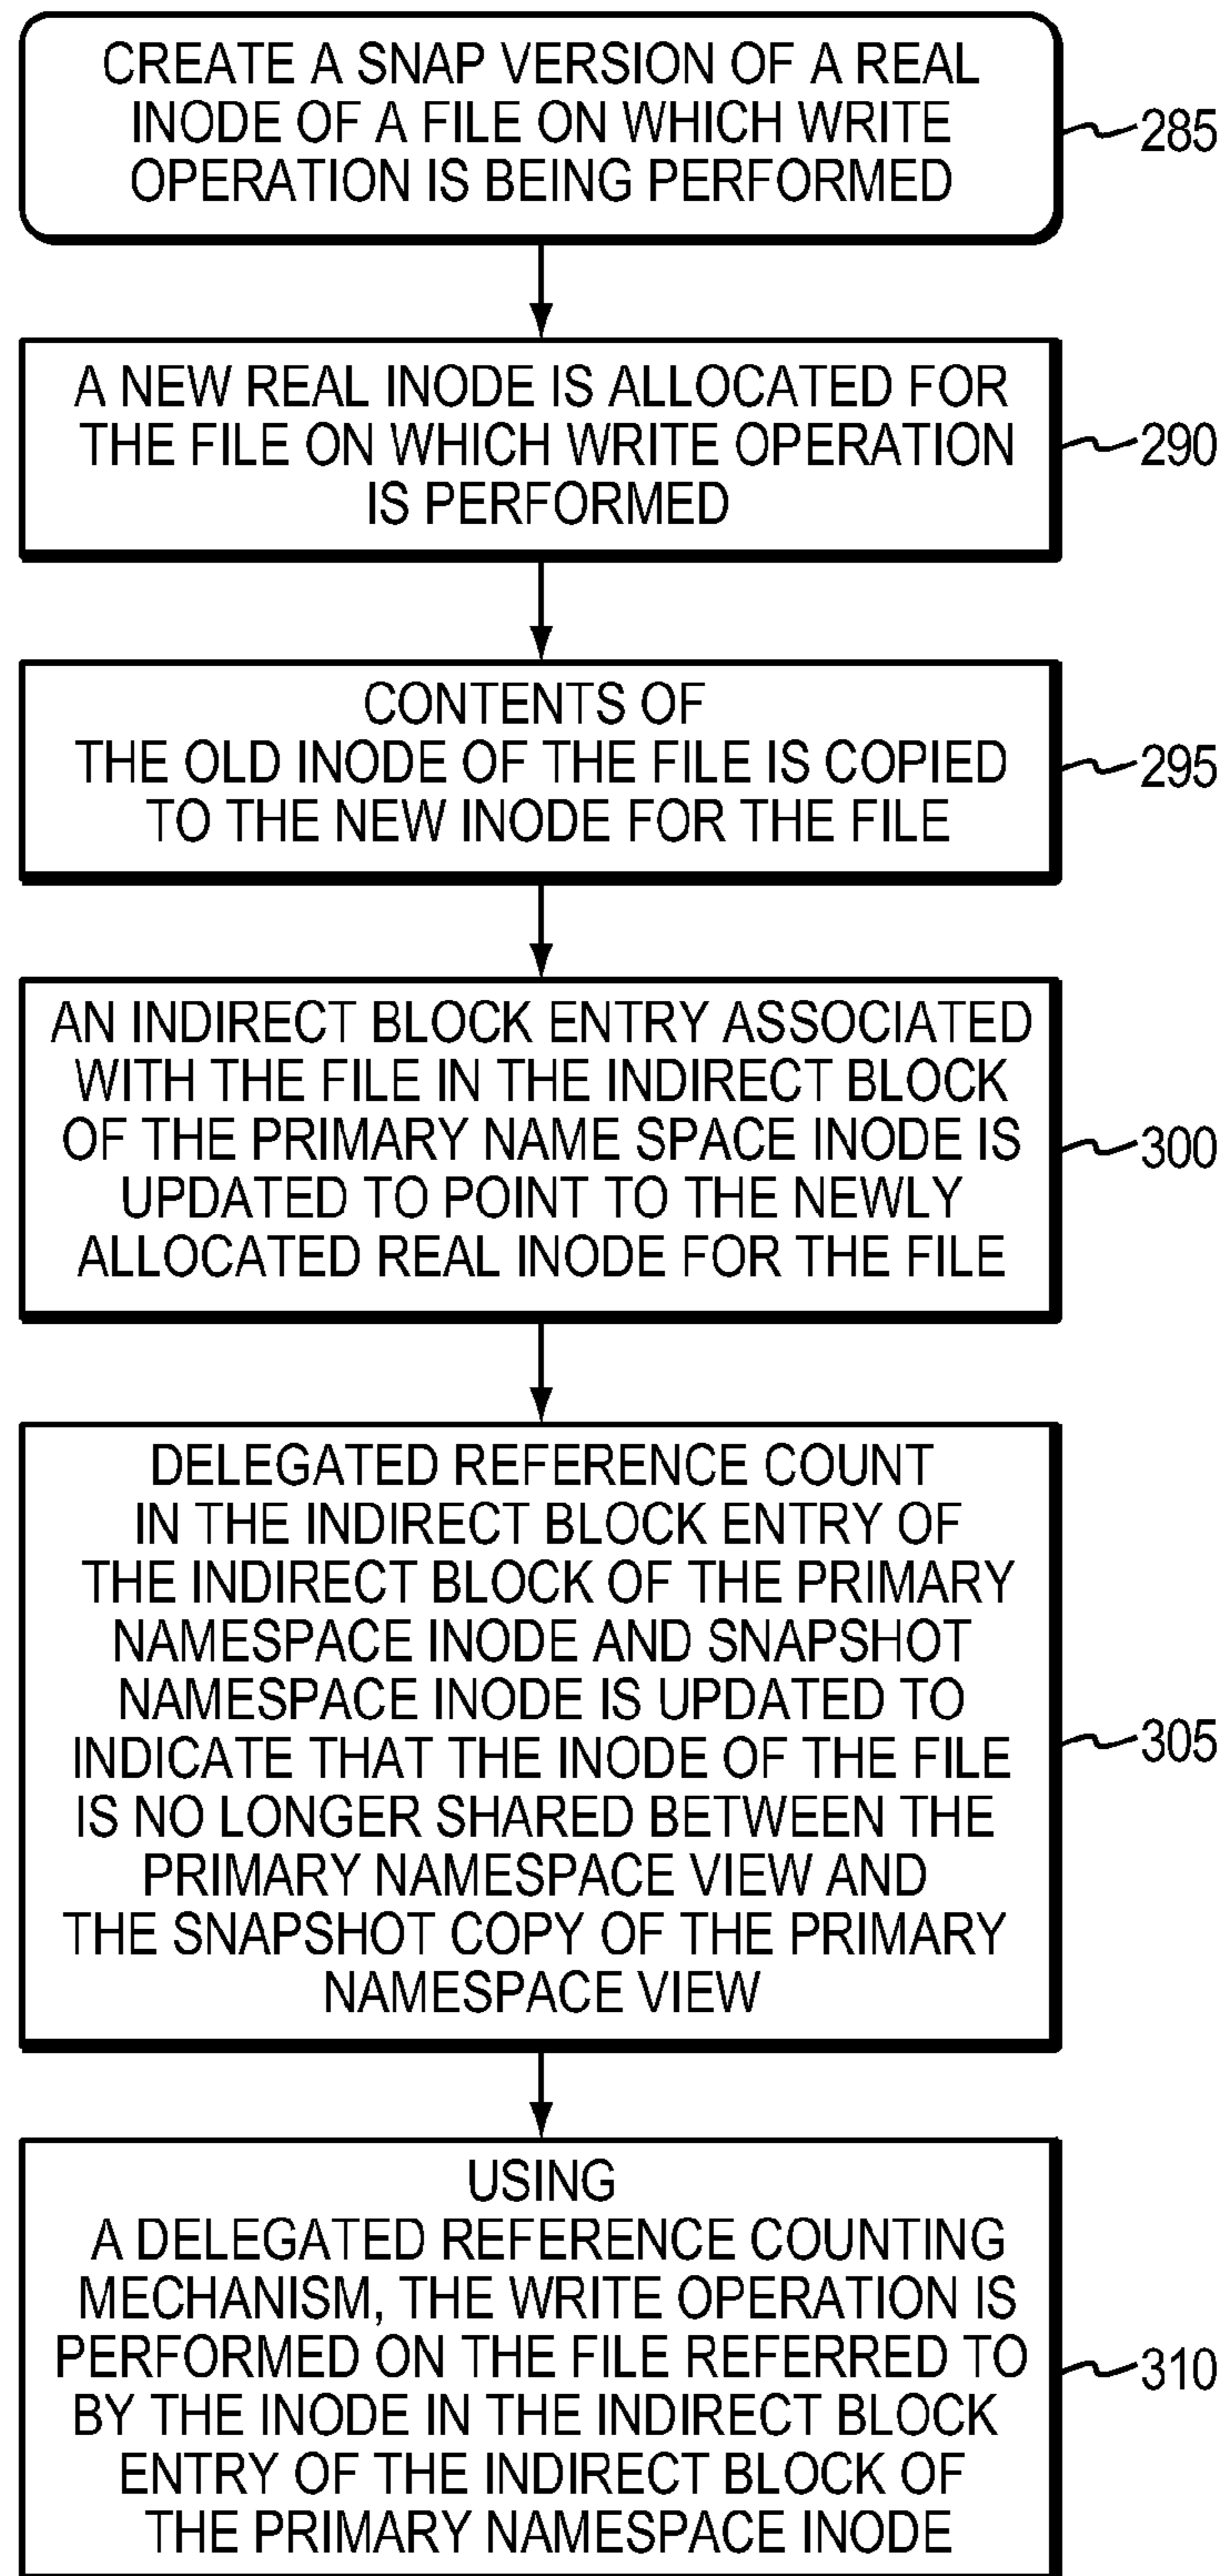 CREATE A SNAP VERSION OF A REAL
INODE OF A FILE ON WHICH WRITE
OPERATION IS BEING PERFORMED
285
A NEW REAL INODE IS ALLOCATED FOR
THE FILE ON WHICH WRITE OPERATION
IS PERFORMED
290
CONTENTS OF
THE OLD INODE OF THE FILE IS COPIED
TO THE NEW INODE FOR THE FILE
295
AN INDIRECT BLOCK ENTRY ASSOCIATED
WITH THE FILE IN THE INDIRECT BLOCK
OF THE PRIMARY NAME SPACE INODE IS
UPDATED TO POINT TO THE NEWLY
ALLOCATED REAL INODE FOR THE FILE
300
DELEGATED REFERENCE COUNT
IN THE INDIRECT BLOCK ENTRY OF
THE INDIRECT BLOCK OF THE PRIMARY
NAMESPACE INODE AND SNAPSHOT
NAMESPACE INODE IS UPDATED TO
INDICATE THAT THE INODE OF THE FILE
IS NO LONGER SHARED BETWEEN THE
PRIMARY NAMESPACE VIEW AND
THE SNAPSHOT COPY OF THE PRIMARY
NAMESPACE VIEW
305
USING
A DELEGATED REFERENCE COUNTING
MECHANISM, THE WRITE OPERATION IS
PERFORMED ON THE FILE REFERRED TO
BY THE INODE IN THE INDIRECT BLOCK
ENTRY OF THE INDIRECT BLOCK OF
THE PRIMARY NAMESPACE INODE
310